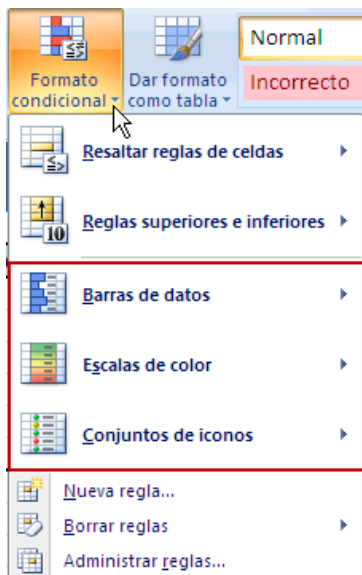 Normal
Formato
condicional
Dar formato
como tabla
Incorrecto
Resaltar reglas de celdas
10
Reglas superiores e inferiores
Barras de datos
Escalas de color
Conjuntos de iconos
Nueva regla...
Borrar reglas
Administrar reglas...